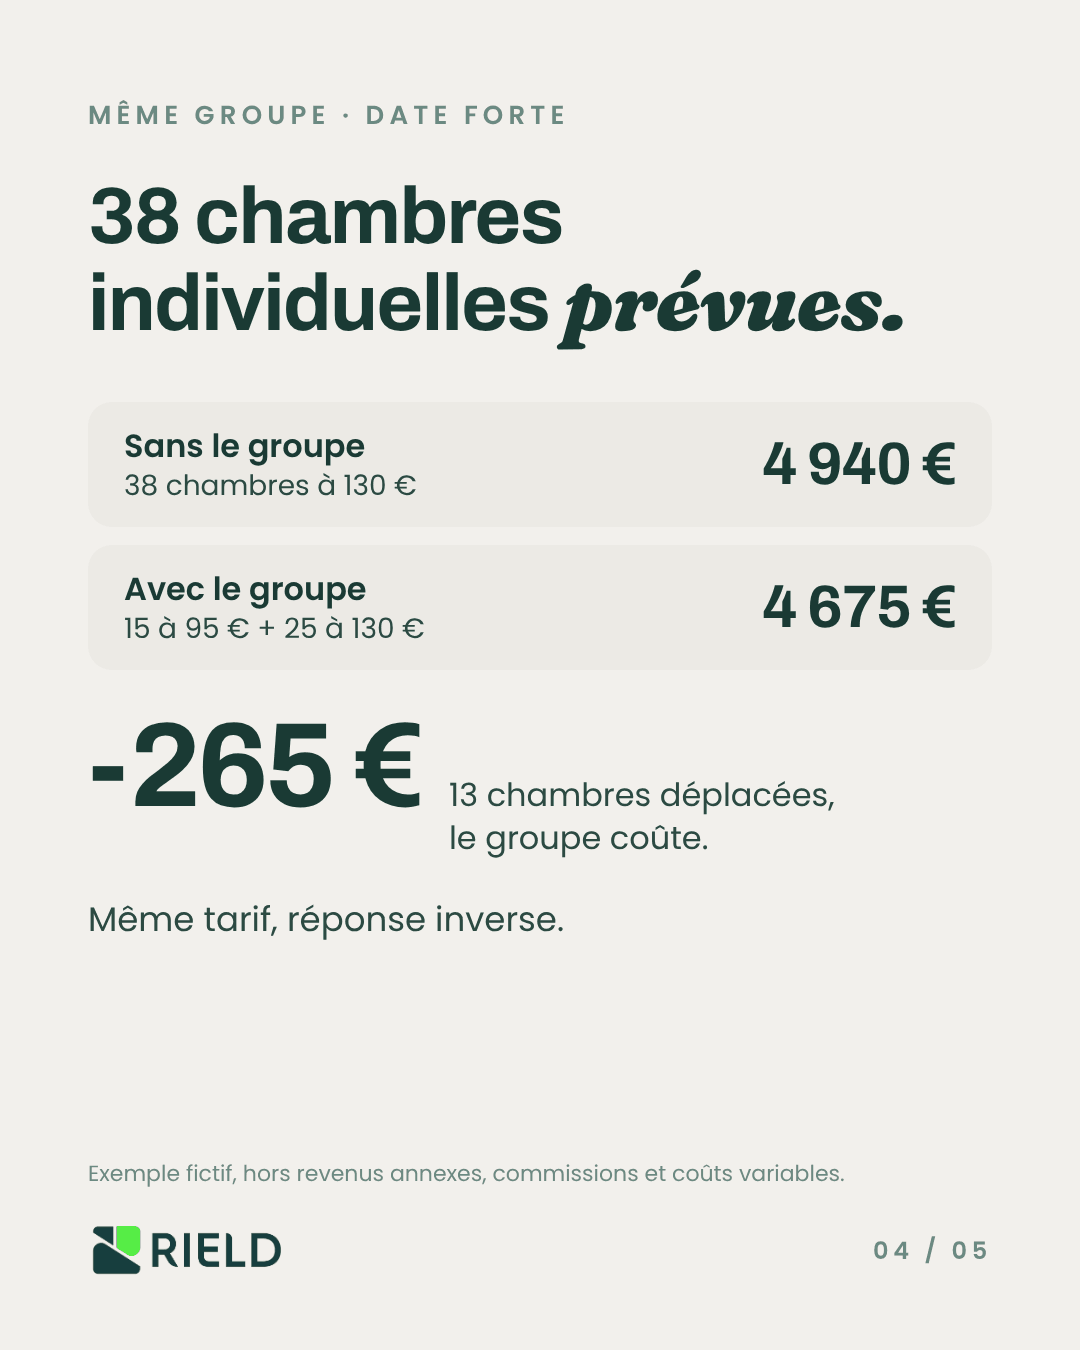 MÊME GROUPE · DATE FORTE
38 chambres
individuelles prévues.
Sans le groupe
38 chambres à 130 €
4 940 €
Avec le groupe
15 à 95 € + 25 à 130 €
4 675 €
-265 €
13 chambres déplacées,
le groupe coûte.
Même tarif, réponse inverse.
Exemple fictif, hors revenus annexes, commissions et coûts variables.
RIELD
04 / 05